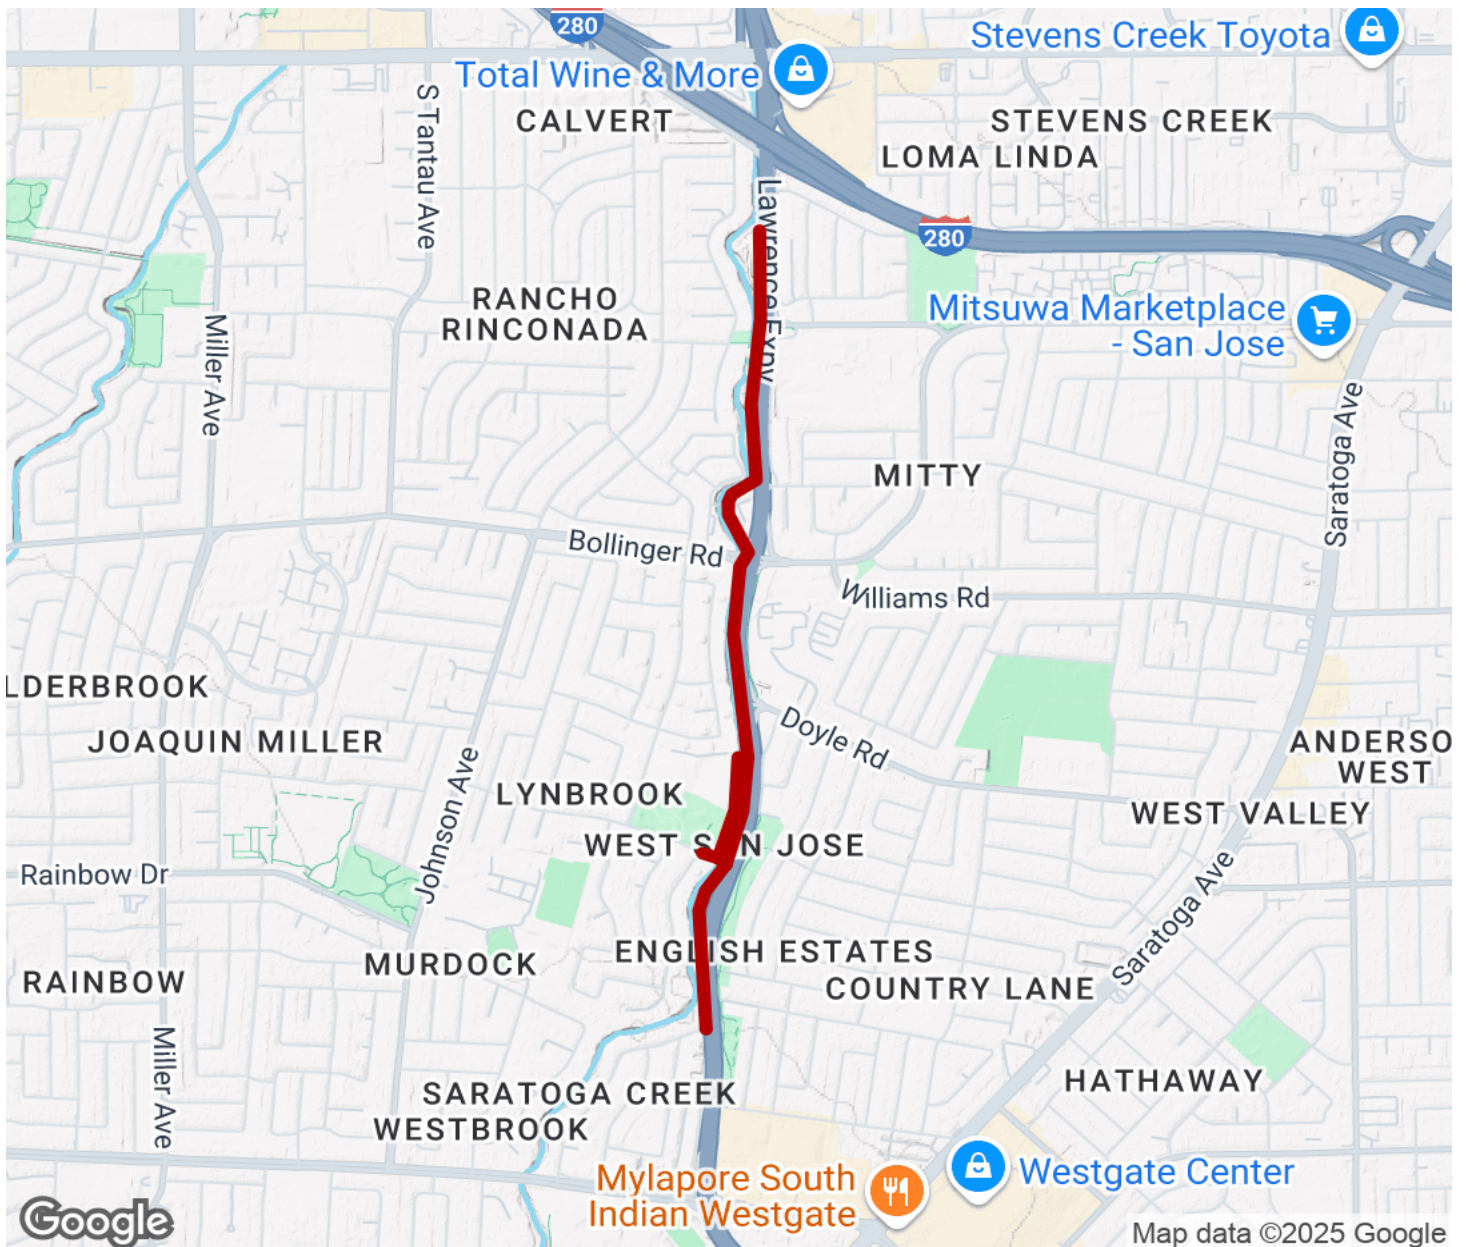 280
Stevens Creek Toyota
Total Wine & More
S Tantau Ave
CALVERT
STEVENS CREEK
LOMA LINDA
Lawrence Expy
280
RANCHO
RINCONADA
Mitsuwa Marketplace
- San Jose
Miller Ave
Saratoga Ave
MITTY
Bollinger Rd
Williams Rd
LDERBROOK
JOAQUIN MILLER
Doyle Rd
ANDERSO
WEST
Johnson Ave
LYNBROOK
WEST VALLEY
WEST SAN JOSE
Rainbow Dr
Saratoga Ave
ENGLISH ESTATES
MURDOCK
RAINBOW
COUNTRY LANE
Miller Ave
HATHAWAY
SARATOGA CREEK
WESTBROOK
Mylapore South
Indian Westgate
Westgate Center
Google
Map data ©2025 Google